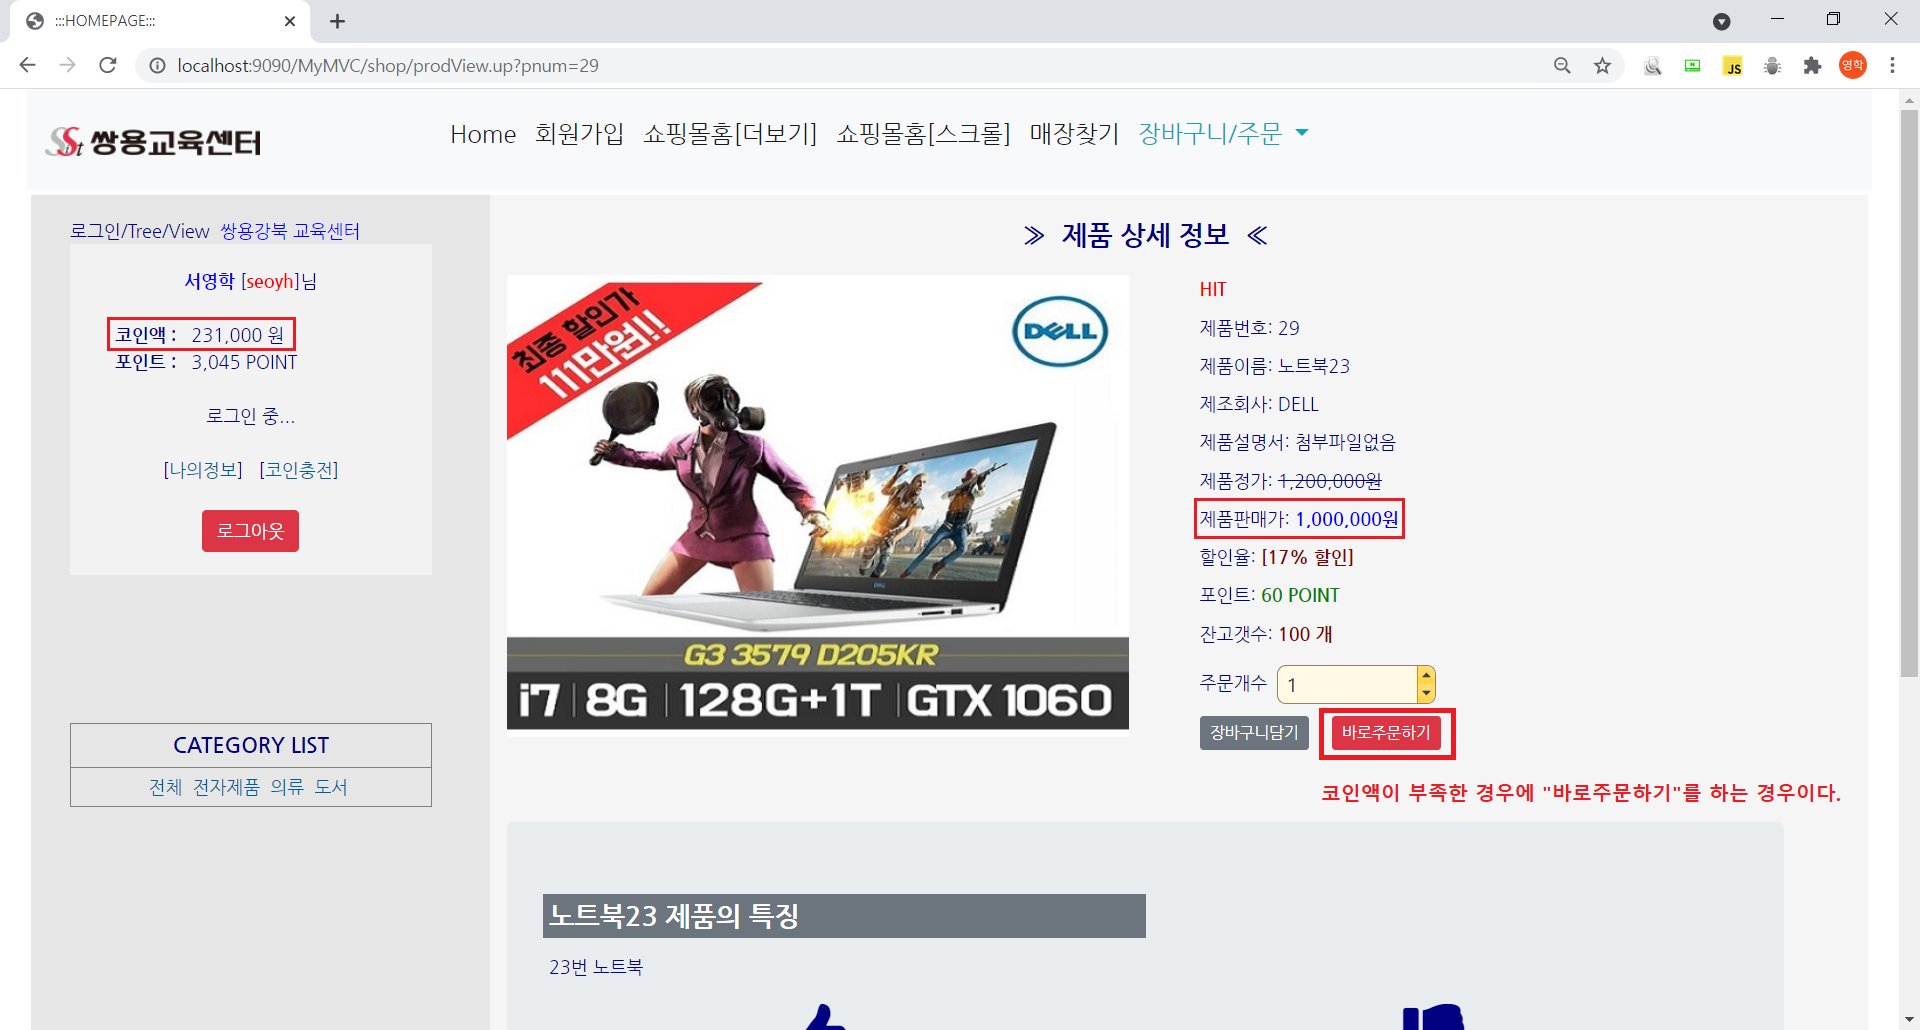 :::HOMEPAGE:::
localhost:9090/MyMVC/shop/prodView.up?pnum=29
JS
영학
SSist 쌍용교육센터
Home 회원가입 쇼핑몰홈[더보기] 쇼핑몰홈[스크롤] 매장찾기 장바구니/주문
로그인/Tree/View 쌍용강북 교육센터
서영학 [seoyh]님
코인액 : 231,000 원
포인트 : 3,045 POINT
로그인 중...
[나의정보] [코인충전]
로그아웃
CATEGORY LIST
전체 전자제품 의류 도서
≫ 제품 상세 정보 ≪
최종 할인가
111만원!!
DELL
DELL
G3 3579 D205KR
i7 | 8G | 128G+1T | GTX 1060
HIT
제품번호: 29
제품이름: 노트북23
제조회사: DELL
제품설명서: 첨부파일없음
제품정가: 1,200,000원
제품판매가: 1,000,000원
할인율: [17% 할인]
포인트: 60 POINT
잔고갯수: 100 개
주문개수 1
장바구니담기 바로주문하기
코인액이 부족한 경우에 "바로주문하기"를 하는 경우이다.
노트북23 제품의 특징
23번 노트북